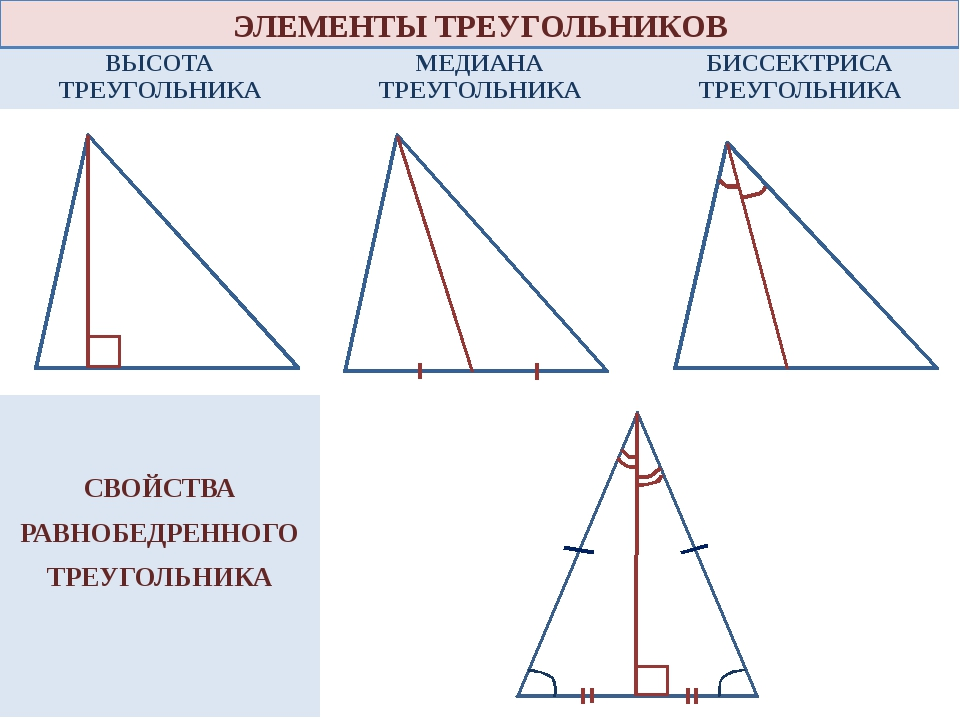 ЭЛЕМЕНТЫ ТРЕУГОЛЬНИКОВ
ВЫСОТА
ТРЕУГОЛЬНИКА
МЕДИАНА
ТРЕУГОЛЬНИКА
БИССЕКТРИСА
ТРЕУГОЛЬНИКА
СВОЙСТВА
РАВНОБЕДРЕННОГО
ТРЕУГОЛЬНИКА